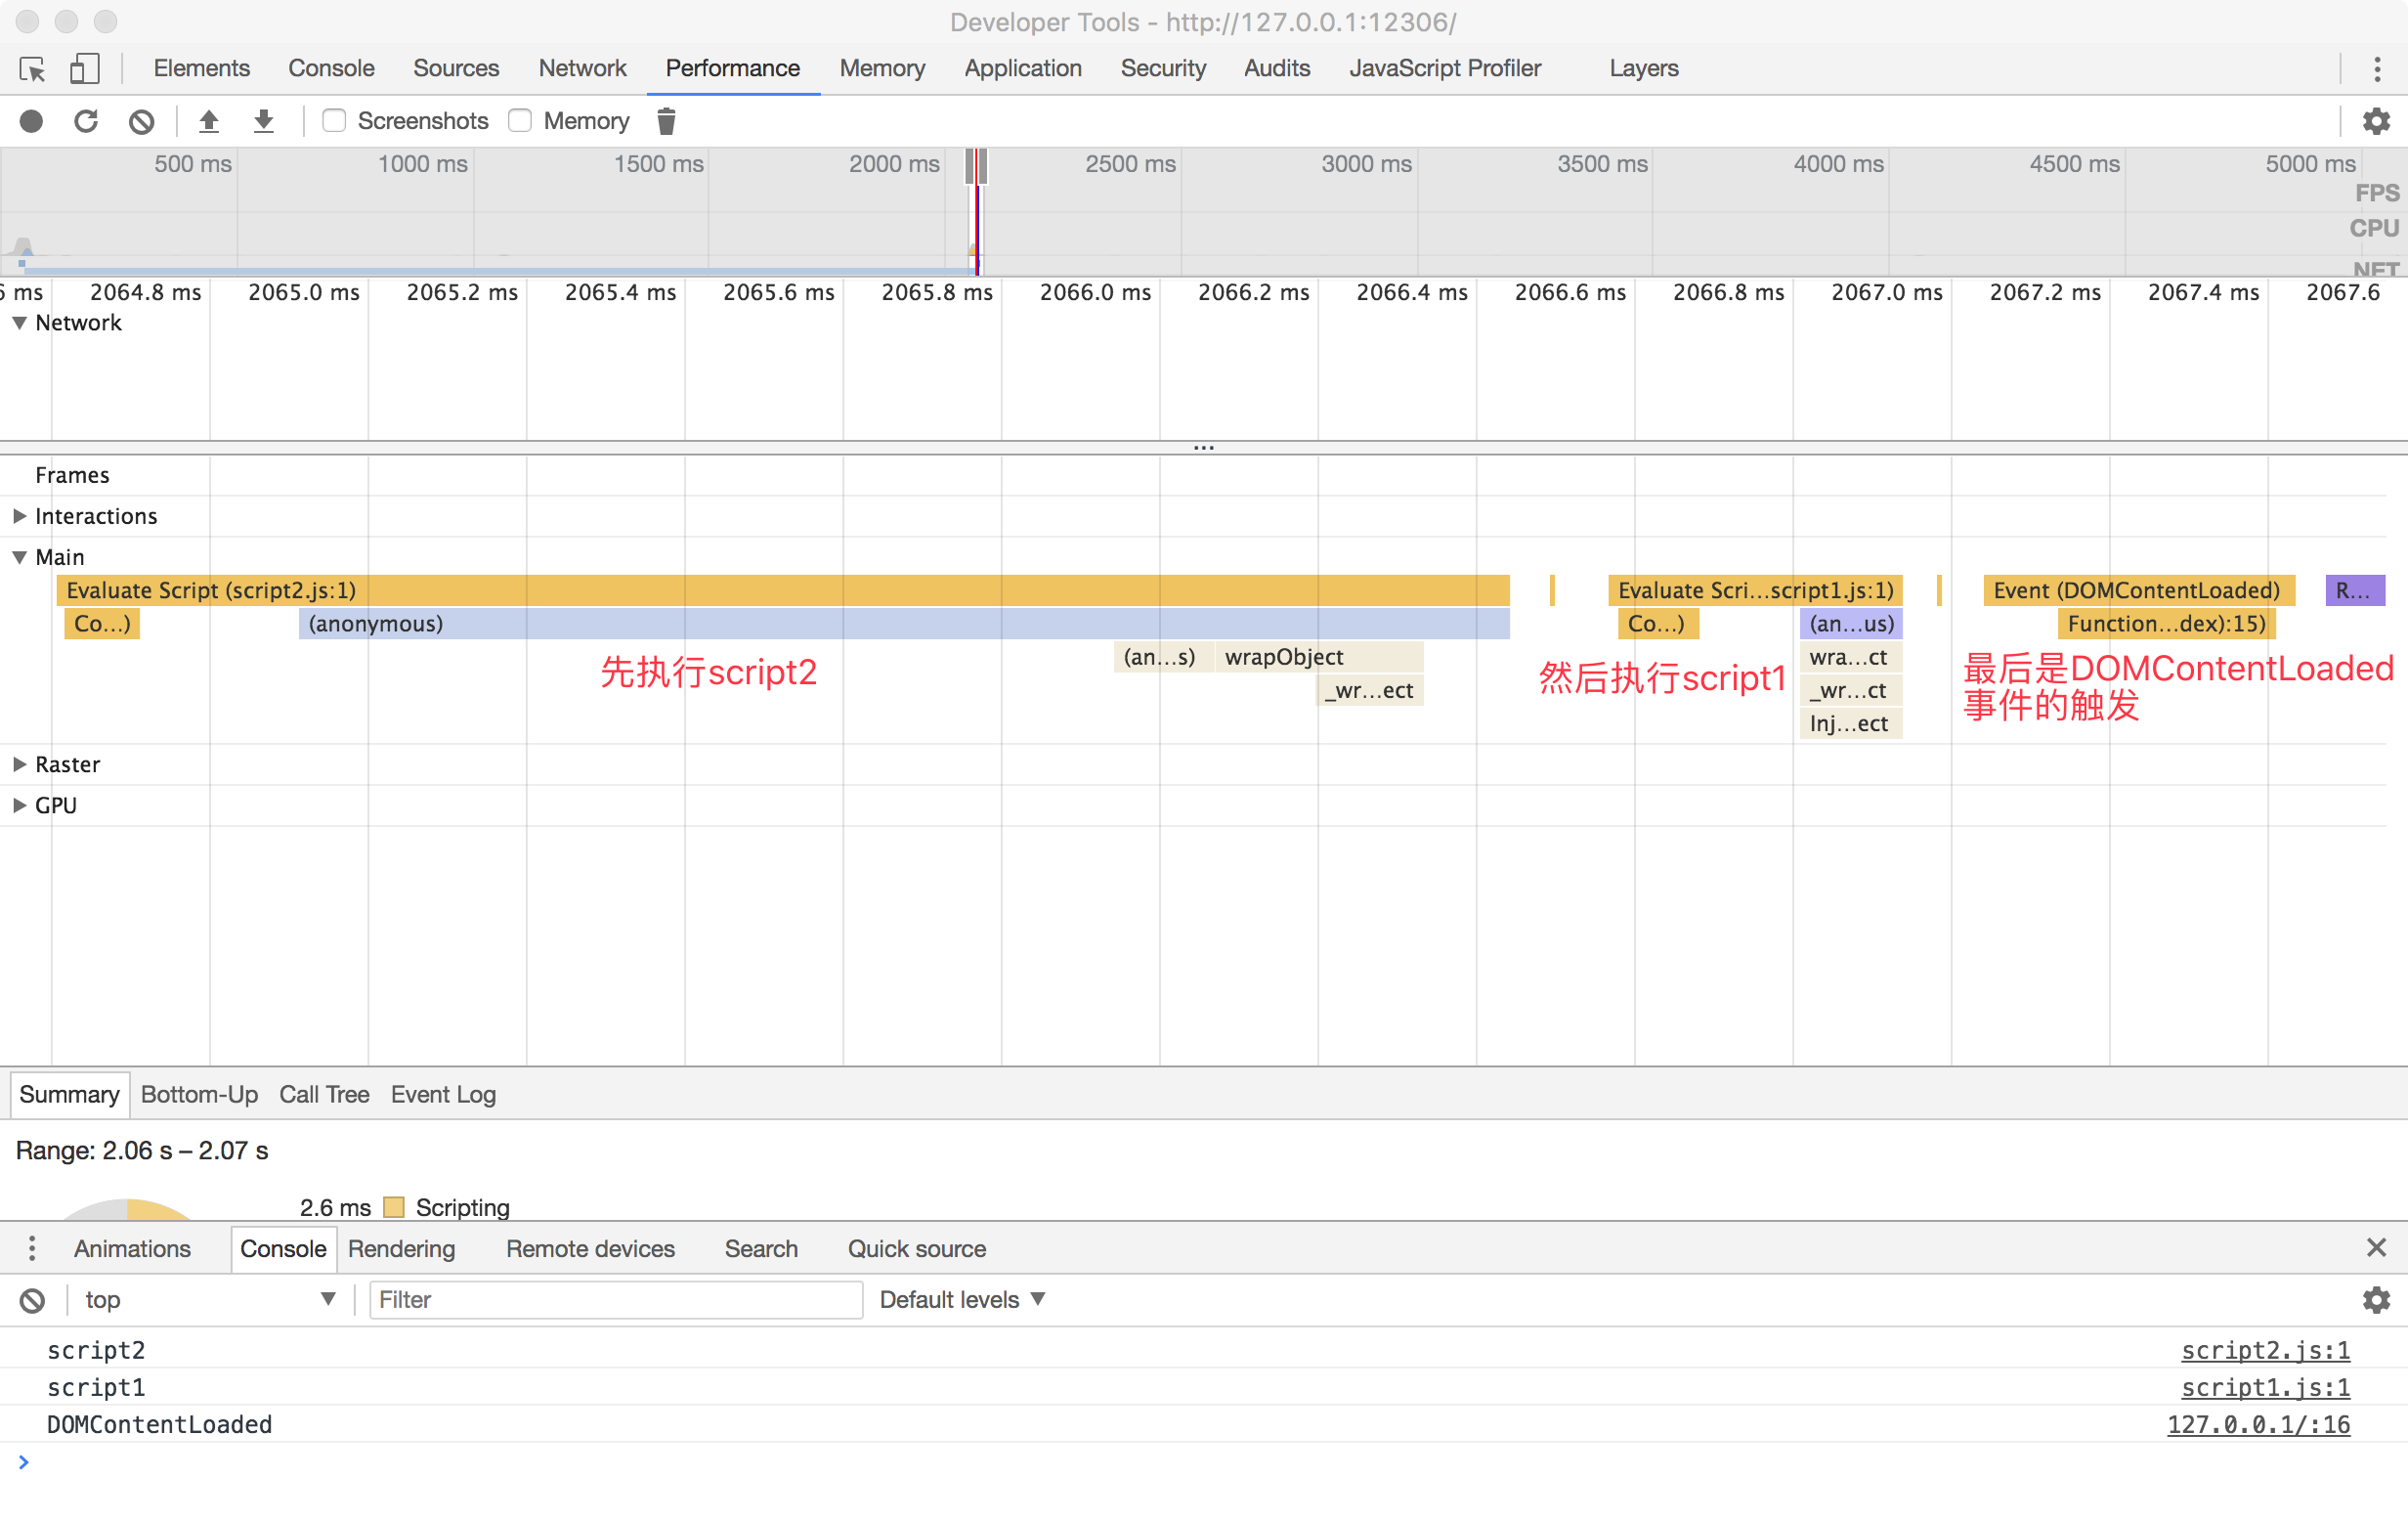 Developer Tools - http://127.0.0.1:12306/
Elements Console Sources Network Performance Memory Application Security Audits JavaScript Profiler Layers
Screenshots Memory
500 ms 1000 ms 1500 ms 2000 ms 2500 ms 3000 ms 3500 ms 4000 ms 4500 ms 5000 ms
FPS
CPU
NET
6 ms 2064.8 ms 2065.0 ms 2065.2 ms 2065.4 ms 2065.6 ms 2065.8 ms 2066.0 ms 2066.2 ms 2066.4 ms 2066.6 ms 2066.8 ms 2067.0 ms 2067.2 ms 2067.4 ms 2067.6
Network
...
Frames
Interactions
Main
Evaluate Script (script2.js:1) Evaluate Scri...script1.js:1) Event (DOMContentLoaded) R...
Co...) (anonymous) Co...) (an...us) Function...dex):15)
(an...s) wrapObject wra...ct
_wr...ect _wr...ct
Inj...ect
先执行script2
然后执行script1
最后是DOMContentLoaded
事件的触发
Raster
GPU
Summary Bottom-Up Call Tree Event Log
Range: 2.06 s – 2.07 s
2.6 ms Scripting
Animations Console Rendering Remote devices Search Quick source
top Filter Default levels
script2 script2.js:1
script1 script1.js:1
DOMContentLoaded 127.0.0.1/:16